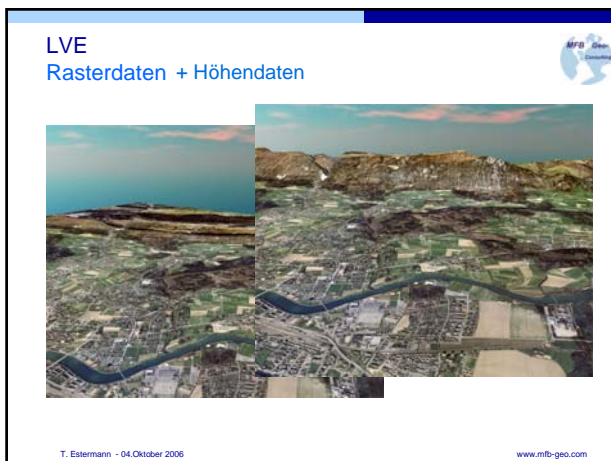 LVE
Rasterdaten + Höhendaten
MFB Geo-
Consulting
T. Estermann - 04.Oktober 2006
www.mfb-geo.com